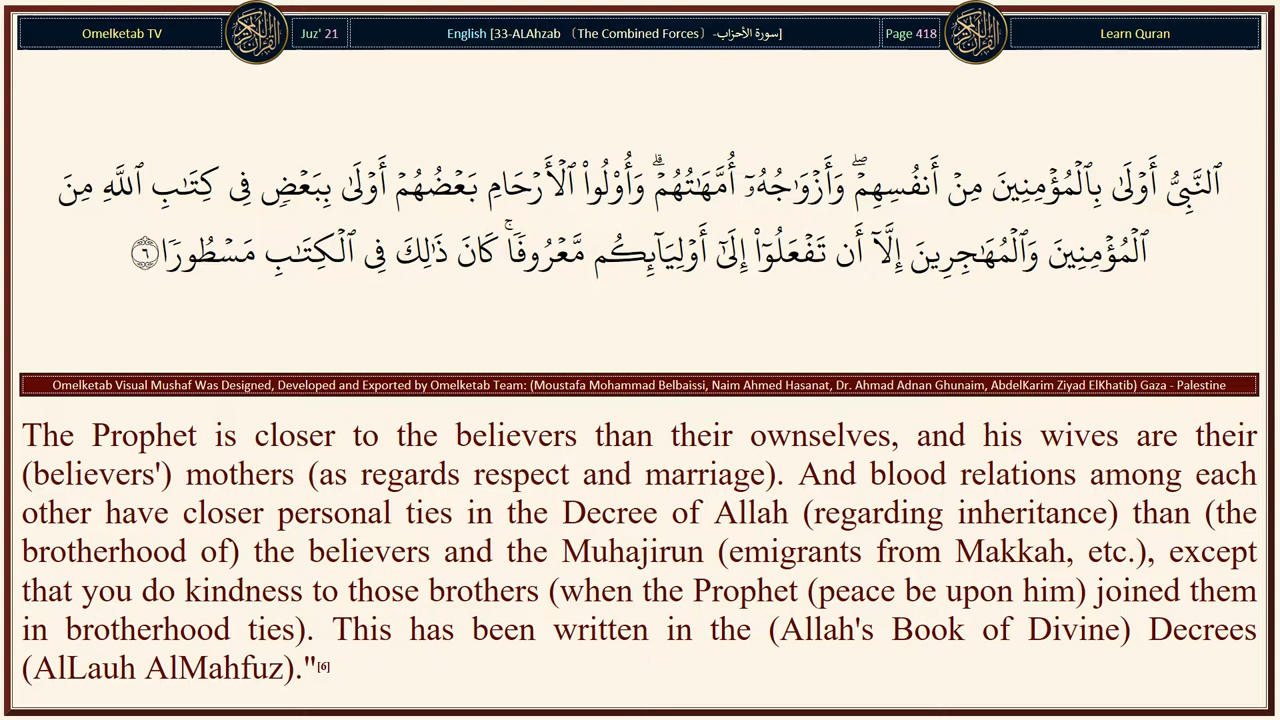 Omelketab TV
Juz' 21
English [33-ALAhzab （The Combined Forces）-سورة الأحزاب]
Page 418
Learn Quran
ٱلنَّبِىُّ أَوۡلَىٰ بِٱلۡمُؤۡمِنِينَ مِنۡ أَنفُسِهِمۡۖ وَأَزۡوَٰجُهُۥٓ أُمَّهَٰتُهُمۡۗ وَأُوْلُواْ ٱلۡأَرۡحَامِ بَعۡضُهُمۡ أَوۡلَىٰ بِبَعۡضٖ فِى كِتَٰبِ ٱللَّهِ مِنَ
ٱلۡمُؤۡمِنِينَ وَٱلۡمُهَٰجِرِينَ إِلَّآ أَن تَفۡعَلُوٓاْ إِلَىٰٓ أَوۡلِيَآئِكُم مَّعۡرُوفٗاۚ كَانَ ذَٰلِكَ فِى ٱلۡكِتَٰبِ مَسۡطُورٗا ٦
Omelketab Visual Mushaf Was Designed, Developed and Exported by Omelketab Team: (Moustafa Mohammad Belbaissi, Naim Ahmed Hasanat, Dr. Ahmad Adnan Ghunaim, AbdelKarim Ziyad ElKhatib) Gaza - Palestine
The Prophet is closer to the believers than their ownselves, and his wives are their
(believers') mothers (as regards respect and marriage). And blood relations among each
other have closer personal ties in the Decree of Allah (regarding inheritance) than (the
brotherhood of) the believers and the Muhajirun (emigrants from Makkah, etc.), except
that you do kindness to those brothers (when the Prophet (peace be upon him) joined them
in brotherhood ties). This has been written in the (Allah's Book of Divine) Decrees
(AlLauh AlMahfuz)."[6]